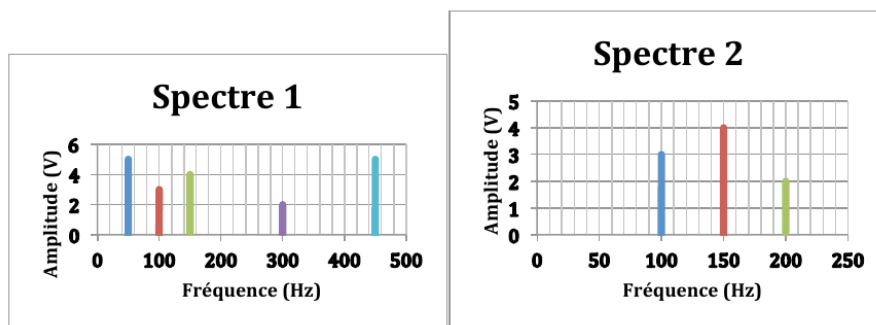 Spectre 1
Amplitude (V)
6
4
2
0
0 100 200 300 400 500
Fréquence (Hz)
Spectre 2
Amplitude (V)
5
4
3
2
1
0
0 50 100 150 200 250
Fréquence (Hz)